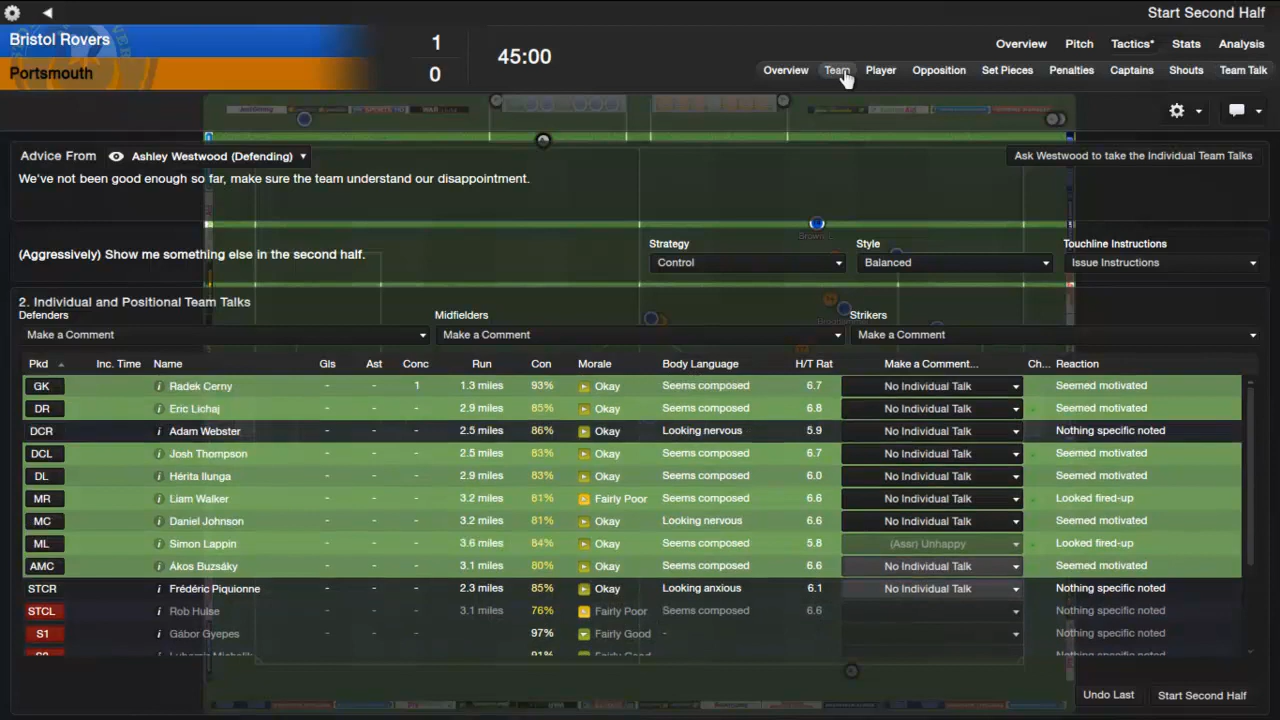 Start Second Half
Bristol Rovers 1
Portsmouth 0
45:00
Overview Pitch Tactics* Stats Analysis
Overview Team Player Opposition Set Pieces Penalties Captains Shouts Team Talk
Advice From Ashley Westwood (Defending)
Ask Westwood to take the Individual Team Talks
We've not been good enough so far, make sure the team understand our disappointment.
(Aggressively) Show me something else in the second half.
Strategy Style Touchline Instructions
Control Balanced Issue Instructions
2. Individual and Positional Team Talks
Defenders Midfielders Strikers
Make a Comment Make a Comment Make a Comment
Pkd Inc. Time Name Gls Ast Conc Run Con Morale Body Language H/T Rat Make a Comment... Ch... Reaction
GK i Radek Cerny - - 1 1.3 miles 93% Okay Seems composed 6.7 No Individual Talk Seemed motivated
DR i Eric Lichaj - - - 2.9 miles 85% Okay Seems composed 6.8 No Individual Talk Seemed motivated
DCR i Adam Webster - - - 2.5 miles 86% Okay Looking nervous 5.9 No Individual Talk Nothing specific noted
DCL i Josh Thompson - - - 2.5 miles 83% Okay Seems composed 6.7 No Individual Talk Seemed motivated
DL i Hérita Ilunga - - - 2.9 miles 83% Okay Seems composed 6.0 No Individual Talk Seemed motivated
MR i Liam Walker - - - 3.2 miles 81% Fairly Poor Seems composed 6.6 No Individual Talk Looked fired-up
MC i Daniel Johnson - - - 3.2 miles 81% Okay Looking nervous 6.6 No Individual Talk Seemed motivated
ML i Simon Lappin - - - 3.6 miles 84% Okay Seems composed 5.8 (Assr) Unhappy Looked fired-up
AMC i Ákos Buzsáky - - - 3.1 miles 80% Okay Seems composed 6.6 No Individual Talk Seemed motivated
STCR i Frédéric Piquionne - - - 2.3 miles 85% Okay Looking anxious 6.1 No Individual Talk Nothing specific noted
STCL i Rob Hulse - - - 3.1 miles 76% Fairly Poor Seems composed 6.6 Nothing specific noted
S1 i Gábor Gyepes 97% Fairly Good - Nothing specific noted
91% Fairly Good
Undo Last Start Second Half